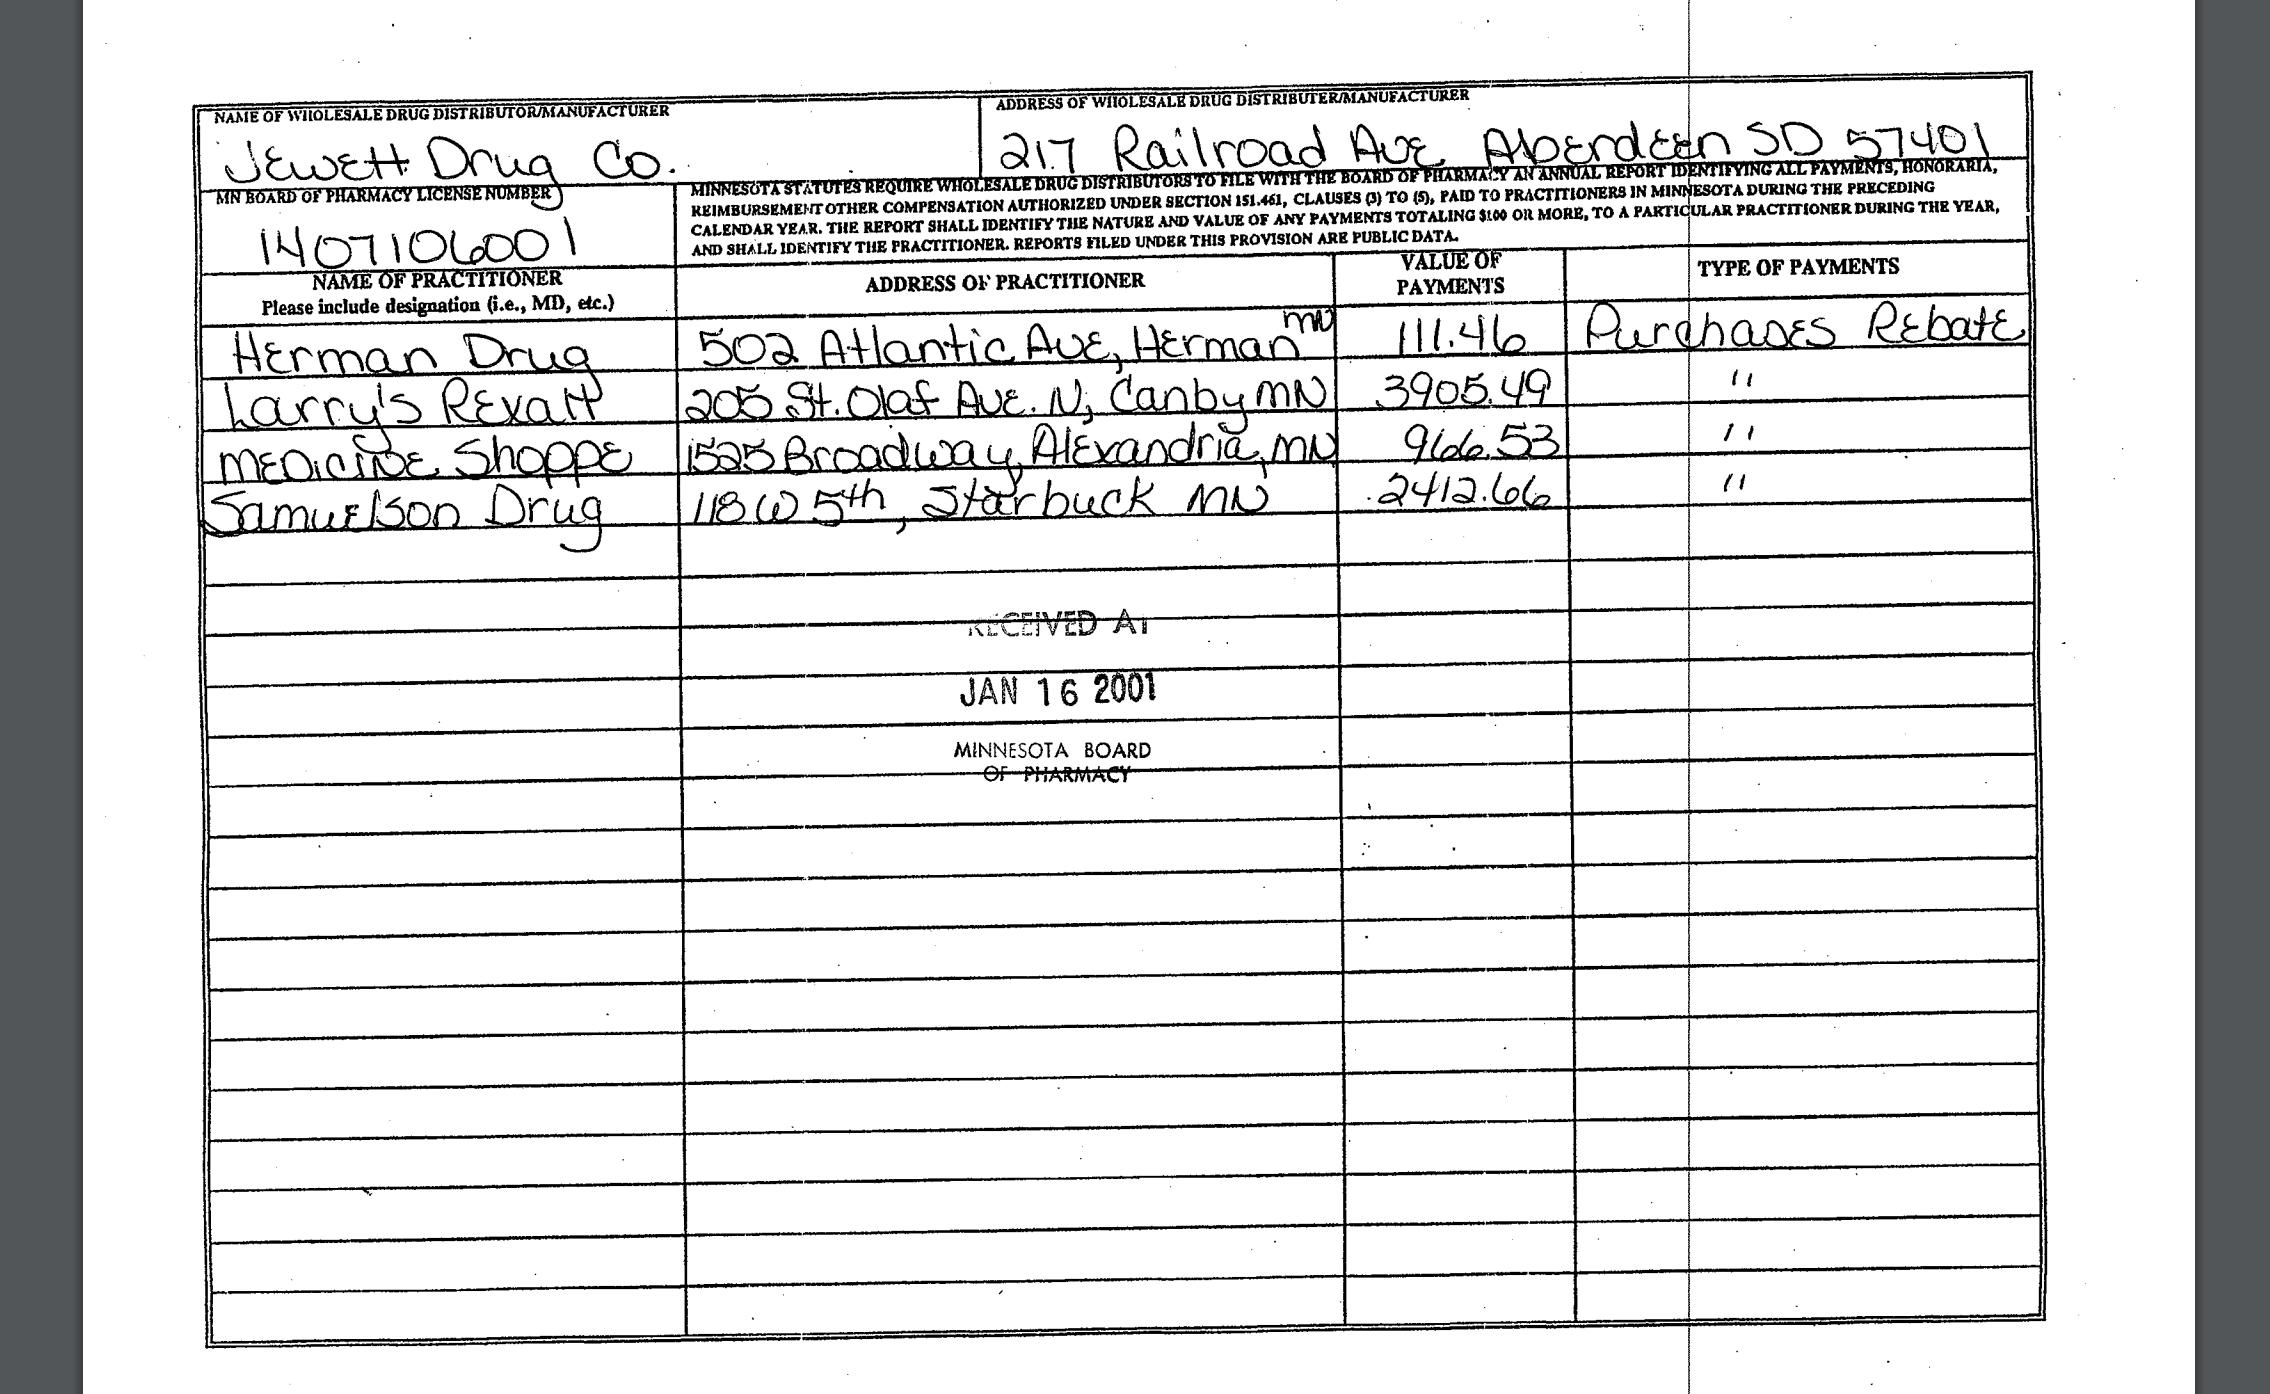 NAME OF WHOLESALE DRUG DISTRIBUTOR/MANUFACTURER
Jewett Drug Co.
ADDRESS OF WHOLESALE DRUG DISTRIBUTER/MANUFACTURER
217 Railroad Ave Aberdeen SD 57401
MN BOARD OF PHARMACY LICENSE NUMBER
1407106001
MINNESOTA STATUTES REQUIRE WHOLESALE DRUG DISTRIBUTORS TO FILE WITH THE BOARD OF PHARMACY AN ANNUAL REPORT IDENTIFYING ALL PAYMENTS, HONORARIA,
REIMBURSEMENT OTHER COMPENSATION AUTHORIZED UNDER SECTION 151.461, CLAUSES (3) TO (5), PAID TO PRACTITIONERS IN MINNESOTA DURING THE PRECEDING
CALENDAR YEAR. THE REPORT SHALL IDENTIFY THE NATURE AND VALUE OF ANY PAYMENTS TOTALING $100 OR MORE, TO A PARTICULAR PRACTITIONER DURING THE YEAR,
AND SHALL IDENTIFY THE PRACTITIONER. REPORTS FILED UNDER THIS PROVISION ARE PUBLIC DATA.
NAME OF PRACTITIONER
Please include designation (i.e., MD, etc.)
ADDRESS OF PRACTITIONER
VALUE OF
PAYMENTS
TYPE OF PAYMENTS
Herman Drug 502 Atlantic Ave, Herman MN 111.46 Purchases Rebate
Larry's Rexall 205 St. Olaf Ave. N, Canby MN 3905.49 "
Medicine Shoppe 1525 Broadway, Alexandria, MN 966.53 "
Samuelson Drug 118 W 5th, Starbuck MN 2412.66 "
RECEIVED AT
JAN 16 2001
MINNESOTA BOARD
OF PHARMACY